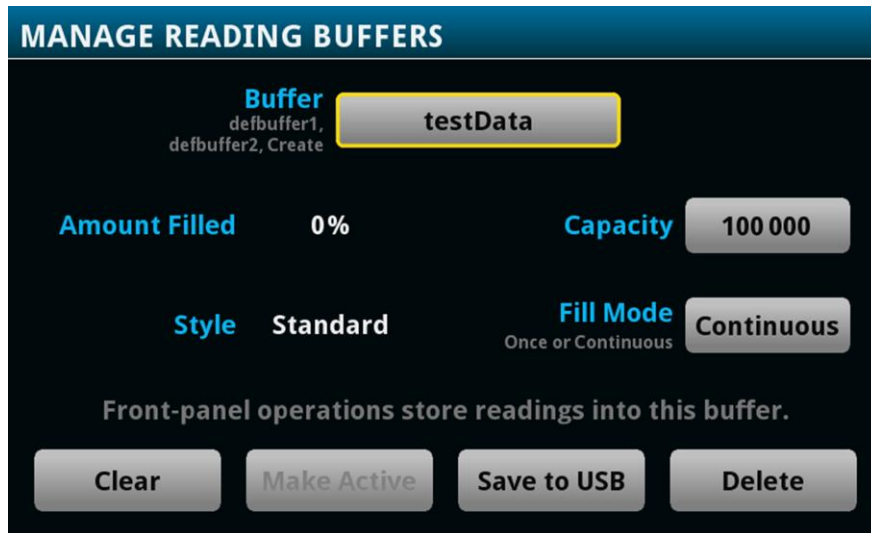 MANAGE READING BUFFERS
Buffer
defbuffer1,
defbuffer2, Create
testData
Amount Filled 0% Capacity 100 000
Style Standard Fill Mode
Once or Continuous
Continuous
Front-panel operations store readings into this buffer.
Clear Make Active Save to USB Delete